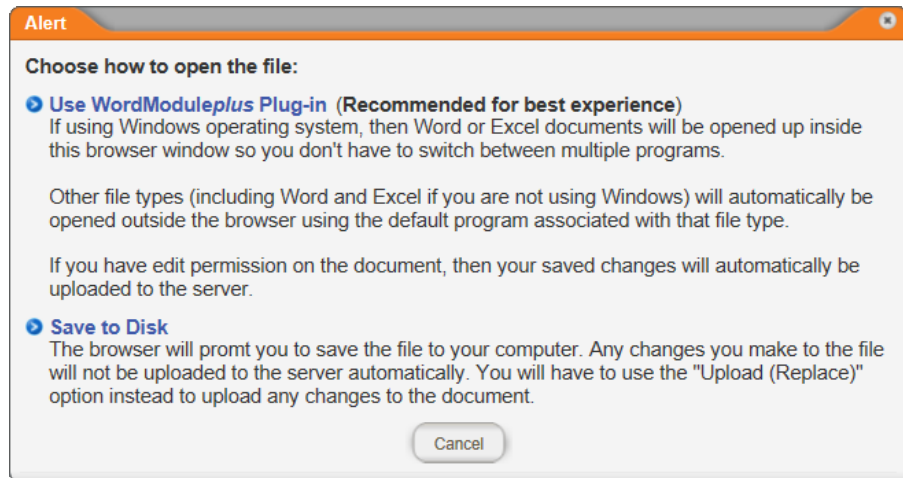 Alert
Choose how to open the file:
Use WordModuleplus Plug-in (Recommended for best experience)
If using Windows operating system, then Word or Excel documents will be opened up inside
this browser window so you don't have to switch between multiple programs.
Other file types (including Word and Excel if you are not using Windows) will automatically be
opened outside the browser using the default program associated with that file type.
If you have edit permission on the document, then your saved changes will automatically be
uploaded to the server.
Save to Disk
The browser will promt you to save the file to your computer. Any changes you make to the file
will not be uploaded to the server automatically. You will have to use the "Upload (Replace)"
option instead to upload any changes to the document.
Cancel